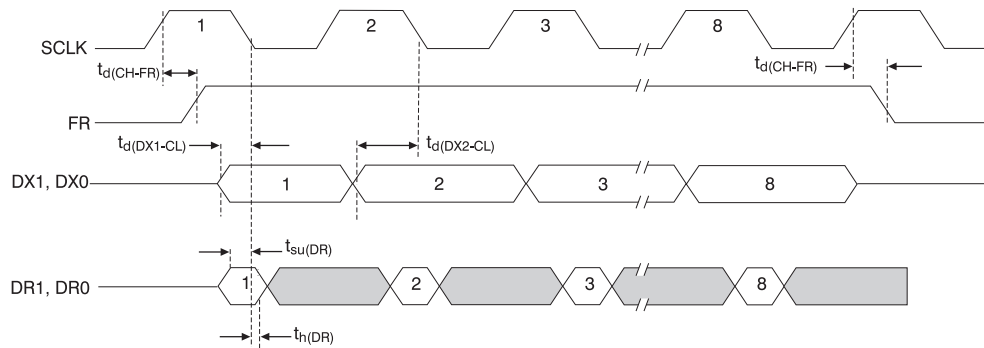 1 2 3 8
SCLK
t_d(CH-FR) t_d(CH-FR)
FR
t_d(DX1-CL) t_d(DX2-CL)
DX1, DX0 1 2 3 8
t_su(DR)
DR1, DR0 1 2 3 8
t_h(DR)